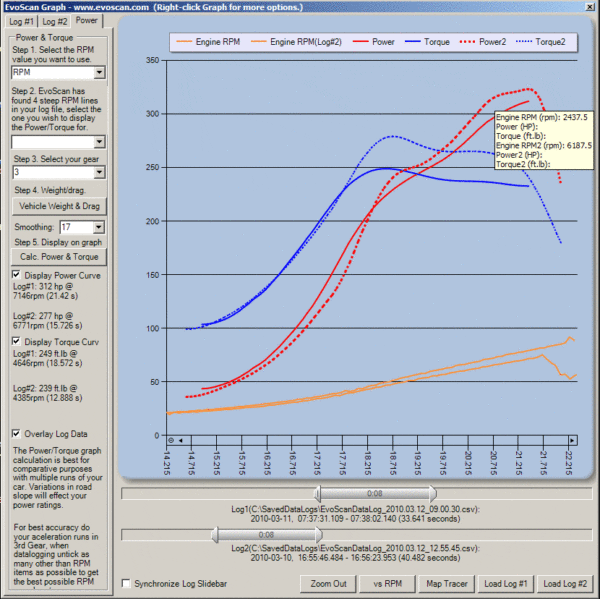 EvoScan Graph - www.evoscan.com  (Right-click Graph for more options.)
Log #1 Log #2 Power
Power & Torque
Step 1. Select the RPM
value you want to use.
RPM
Step 2. EvoScan has
found 4 steep RPM lines
in your log file, select the
one you wish to display
the Power/Torque for.
Step 3. Select your gear
3
Step 4. Weight/drag.
Vehicle Weight & Drag
Smoothing: 17
Step 5. Display on graph
Calc. Power & Torque
Display Power Curve
Log#1: 312 hp @
7146rpm (21.42 s)
Log#2: 277 hp @
6771rpm (15.726 s)
Display Torque Curv
Log#1: 249 ft.lb @
4646rpm (18.572 s)
Log#2: 239 ft.lb @
4385rpm (12.888 s)
Overlay Log Data
The Power/Torque graph
calculation is best for
comparative purposes
with multiple runs of your
car. Variations in road
slope will effect your
power ratings.
For best accuracy do
your aceleration runs in
3rd Gear, when
datalogging untick as
many other than RPM
items as possible to get
the best possible RPM
Engine RPM Engine RPM(Log#2) Power Torque Power2 Torque2
350
300
250
200
150
100
50
0
Engine RPM (rpm): 2437.5
Power (HP):
Torque (ft.lb):
Engine RPM2 (rpm): 6187.5
Power2 (HP):
Torque2 (ft.lb):
14.215 14.715 15.215 15.715 16.215 16.715 17.215 17.715 18.215 18.715 19.215 19.715 20.215 20.715 21.215 21.715 22.215
0:08
Log1(C:\SavedDataLogs\EvoScanDataLog_2010.03.12_09.00.30.csv):
2010-03-11, 07:37:31.109 - 07:38:02.140 (33.641 seconds)
0:08
Log2(C:\SavedDataLogs\EvoScanDataLog_2010.03.12_12.55.45.csv):
2010-03-10, 16:55:46.484 - 16:56:23.953 (40.482 seconds)
Synchronize Log Slidebar Zoom Out vs RPM Map Tracer Load Log #1 Load Log #2